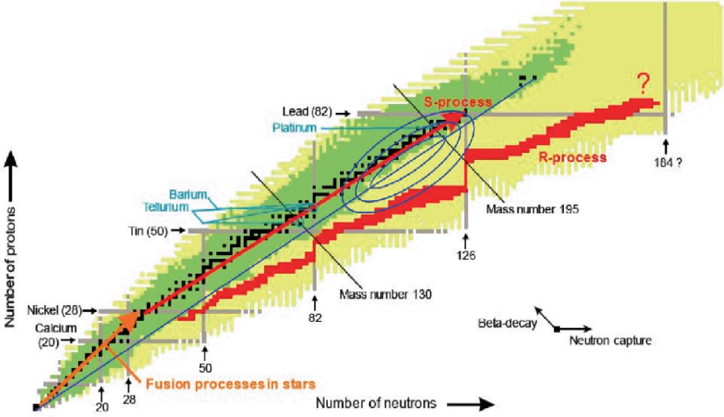 ?
Lead (82)
S-process
Platinum
R-process
184 ?
Barium
Tellurium
Mass number 195
Tin (50)
126
Number of protons
Mass number 130
Nickel (28)
82
Calcium
(20)
Beta-decay
Neutron capture
50
Fusion processes in stars
28
20
Number of neutrons